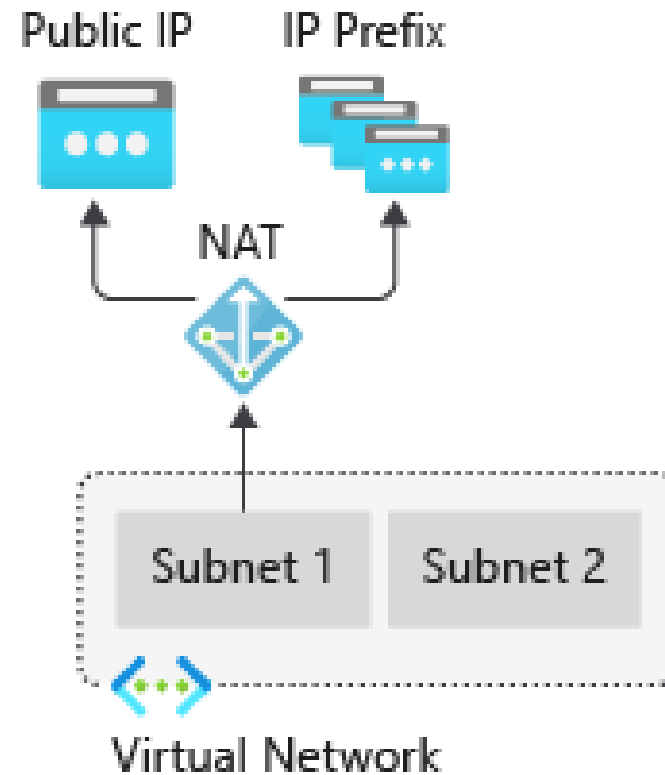 Public IP
IP Prefix
NAT
Subnet 1
Subnet 2
Virtual Network